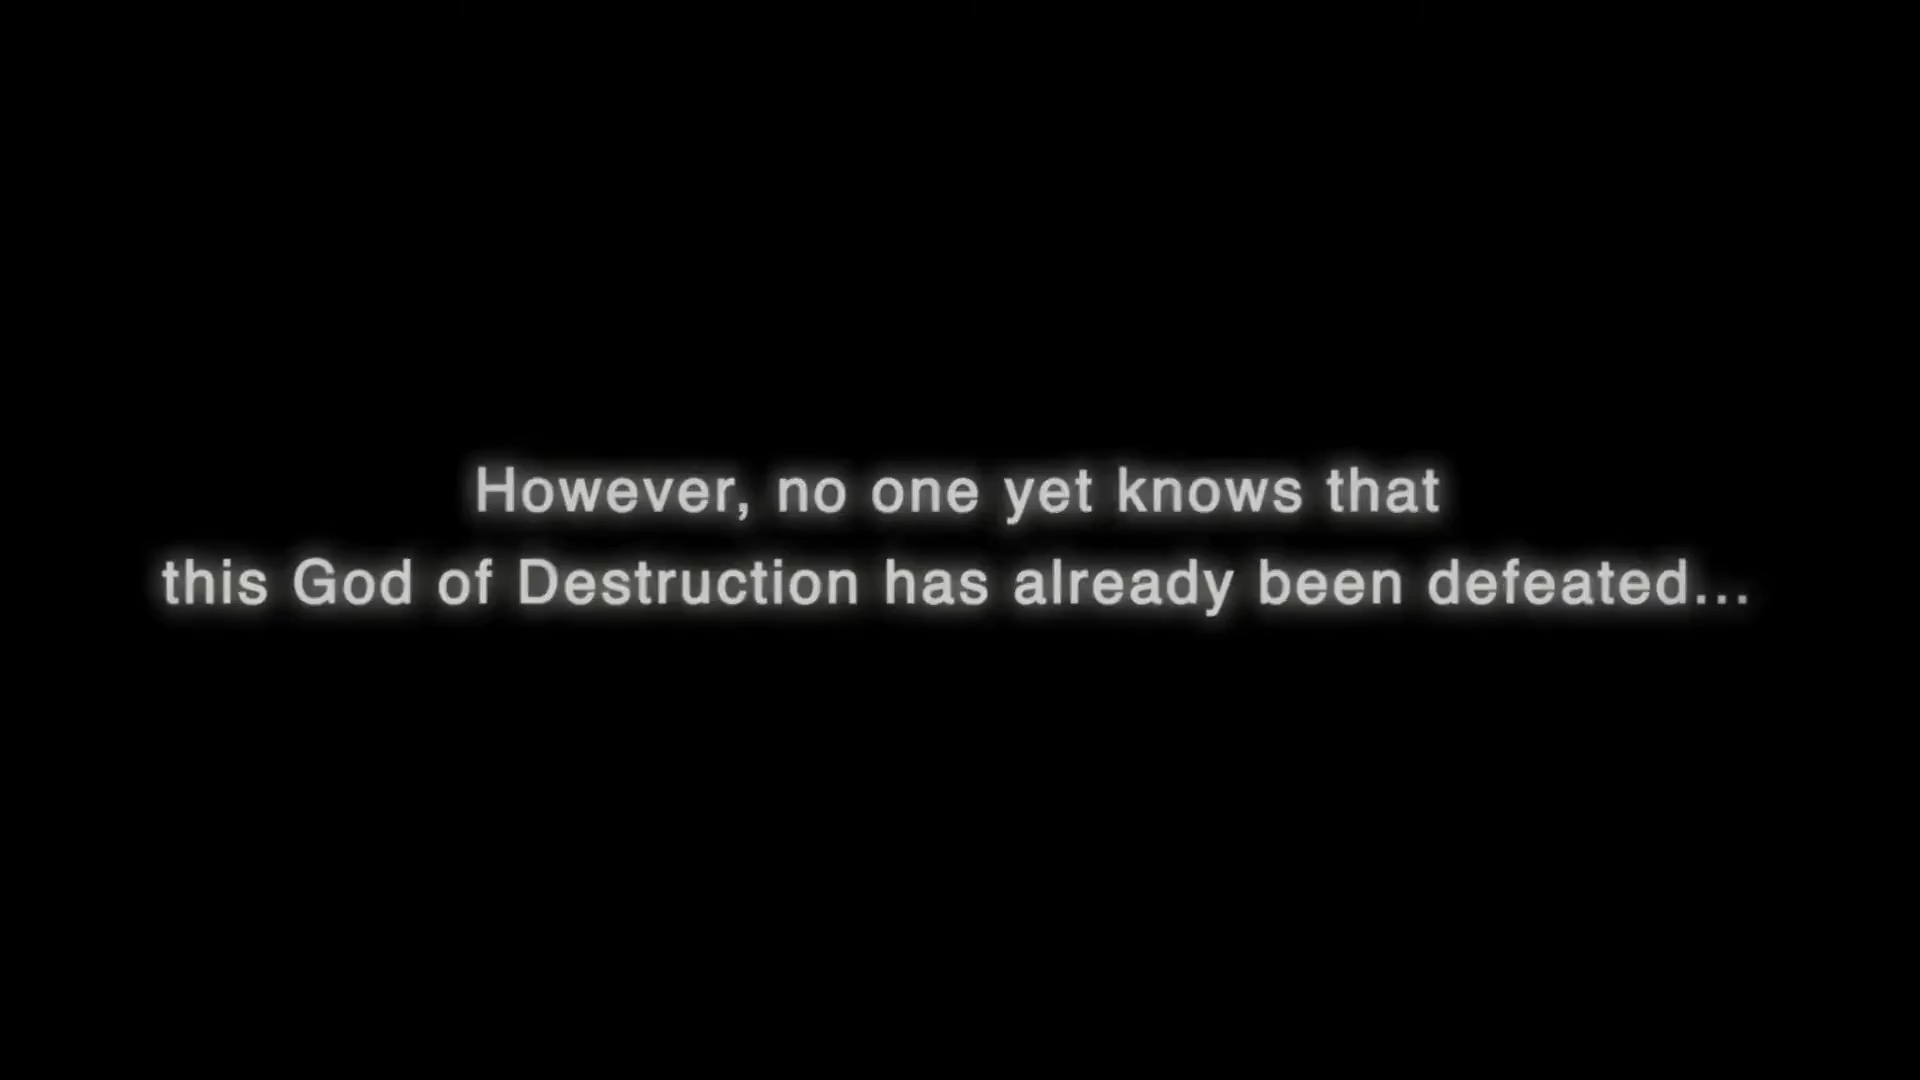 However, no one yet knows that
this God of Destruction has already been defeated...